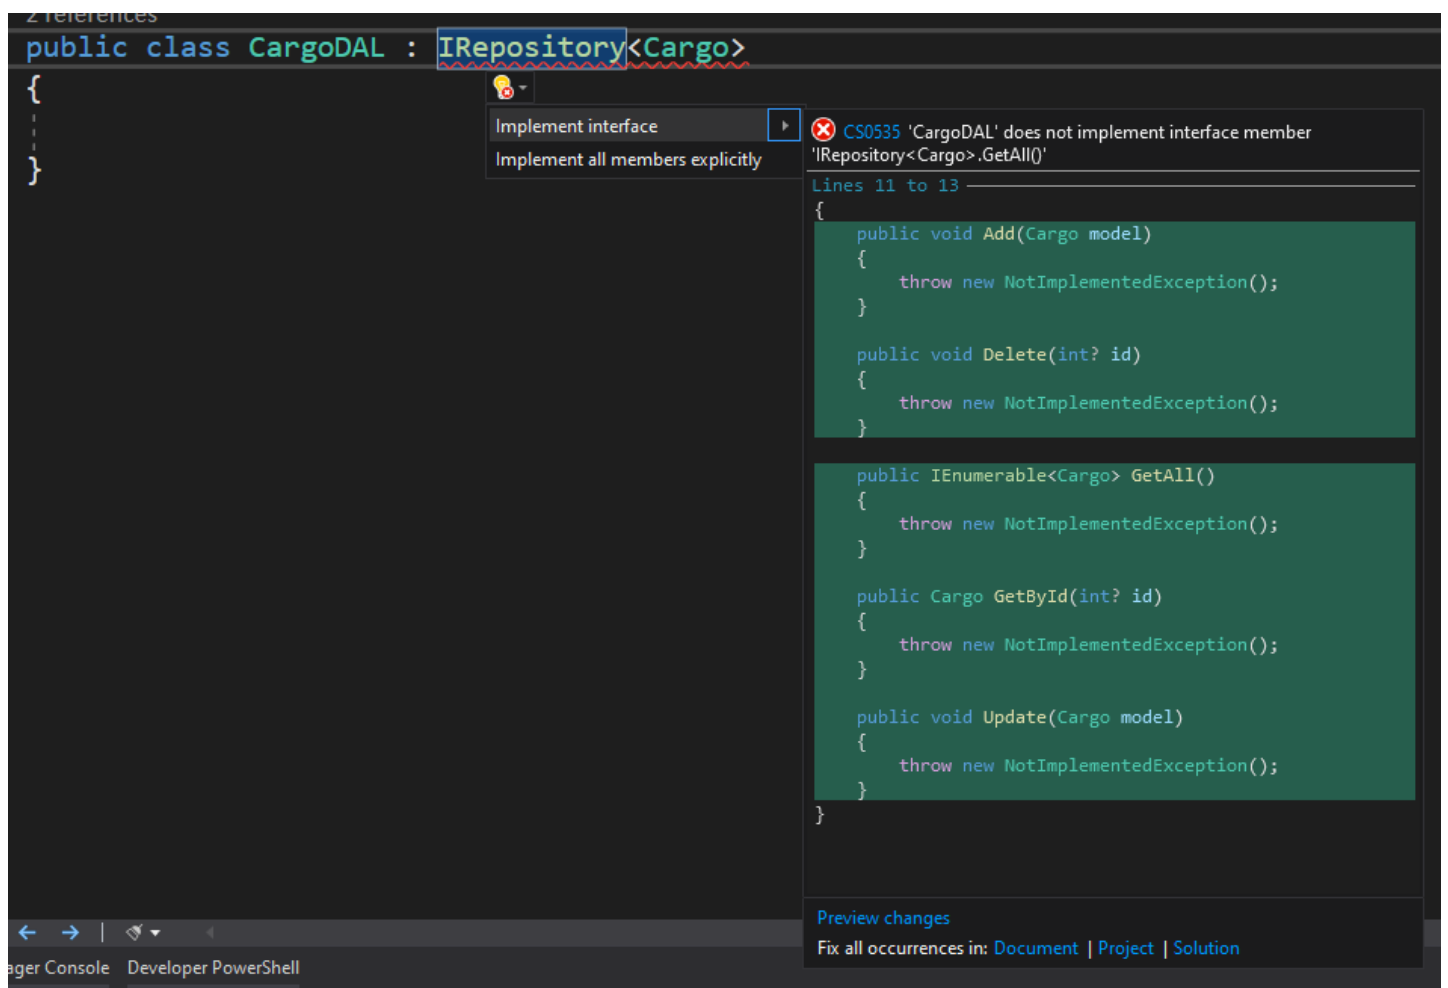 2 references
public class CargoDAL : IRepository<Cargo>
{
}
Implement interface
Implement all members explicitly
CS0535 'CargoDAL' does not implement interface member
'IRepository<Cargo>.GetAll()'
Lines 11 to 13
{
public void Add(Cargo model)
{
throw new NotImplementedException();
}
public void Delete(int? id)
{
throw new NotImplementedException();
}
public IEnumerable<Cargo> GetAll()
{
throw new NotImplementedException();
}
public Cargo GetById(int? id)
{
throw new NotImplementedException();
}
public void Update(Cargo model)
{
throw new NotImplementedException();
}
}
Preview changes
Fix all occurrences in: Document | Project | Solution
ager Console Developer PowerShell